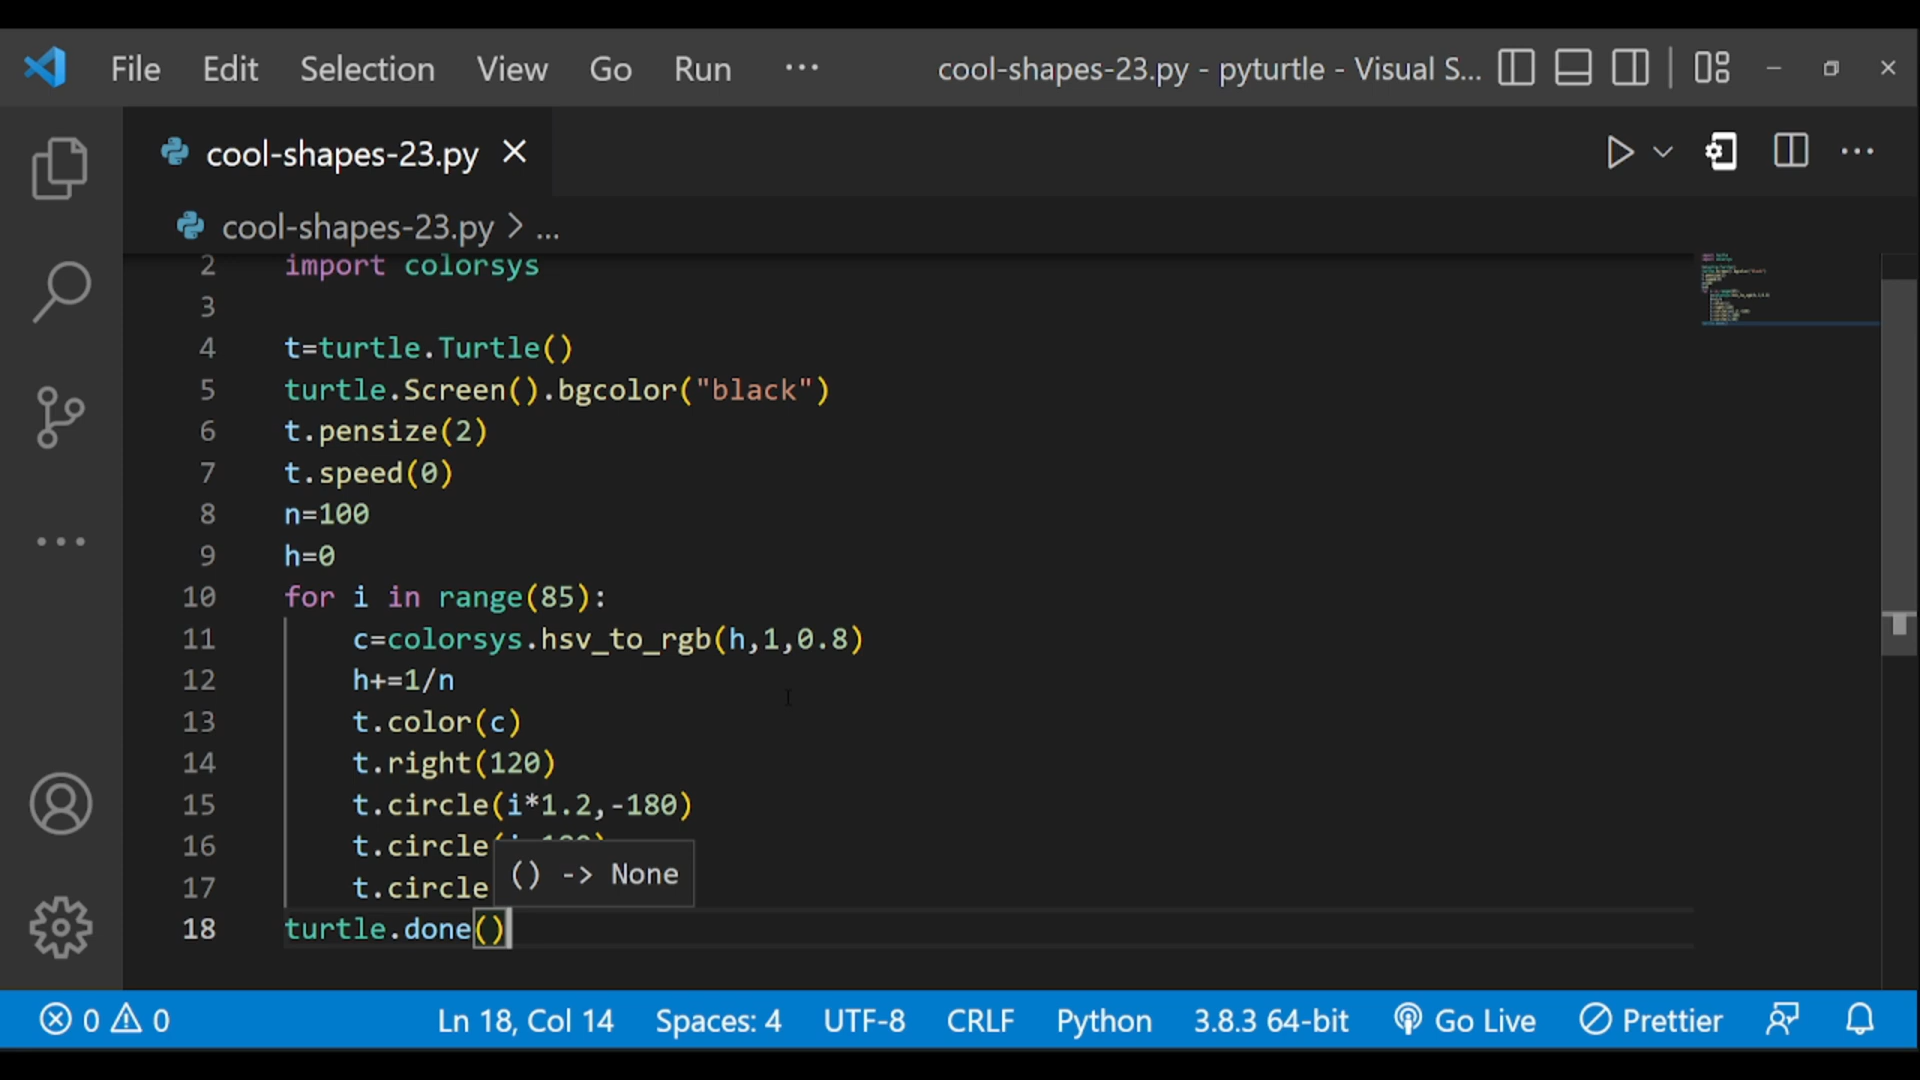 File Edit Selection View Go Run ··· cool-shapes-23.py - pyturtle - Visual S...
cool-shapes-23.py
cool-shapes-23.py > ...
2 import colorsys
3
4 t=turtle.Turtle()
5 turtle.Screen().bgcolor("black")
6 t.pensize(2)
7 t.speed(0)
8 n=100
9 h=0
10 for i in range(85):
11 c=colorsys.hsv_to_rgb(h,1,0.8)
12 h+=1/n
13 t.color(c)
14 t.right(120)
15 t.circle(i*1.2,-180)
16 t.circle
() -> None
17 t.circle
18 turtle.done()
0 0 Ln 18, Col 14 Spaces: 4 UTF-8 CRLF Python 3.8.3 64-bit Go Live Prettier